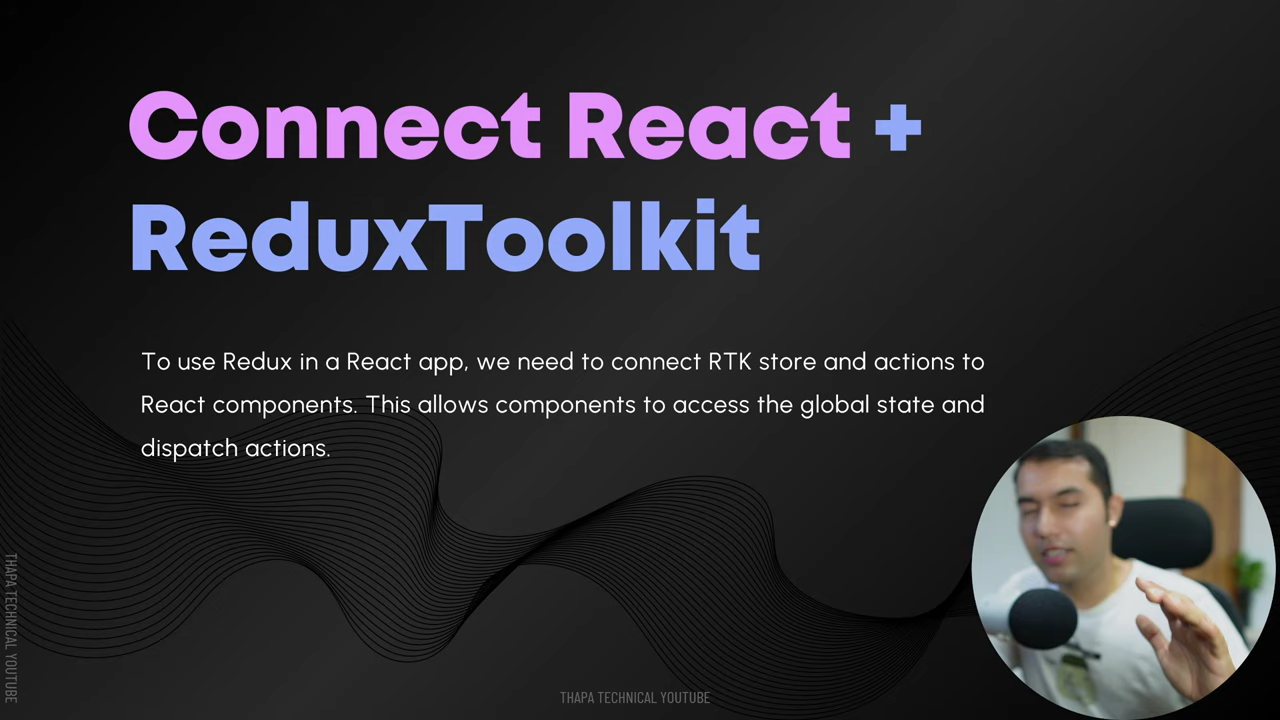 Connect React +
ReduxToolkit
To use Redux in a React app, we need to connect RTK store and actions to
React components. This allows components to access the global state and
dispatch actions.
THAPA TECHNICAL YOUTUBE
THAPA TECHNICAL YOUTUBE